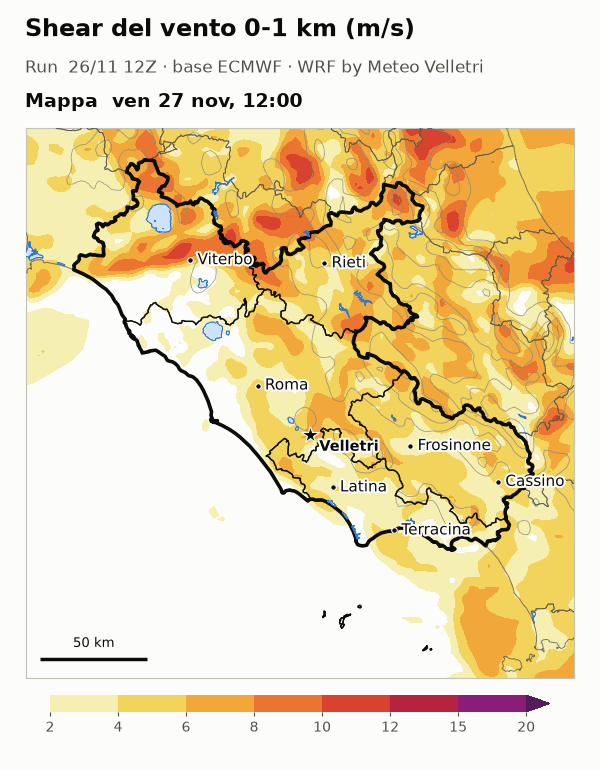 Shear del vento 0-1 km (m/s)
Run  26/11 12Z · base ECMWF · WRF by Meteo Velletri
Mappa  ven 27 nov, 12:00
Viterbo
Rieti
Roma
Velletri
Frosinone
Cassino
Latina
Terracina
50 km
2 4 6 8 10 12 15 20